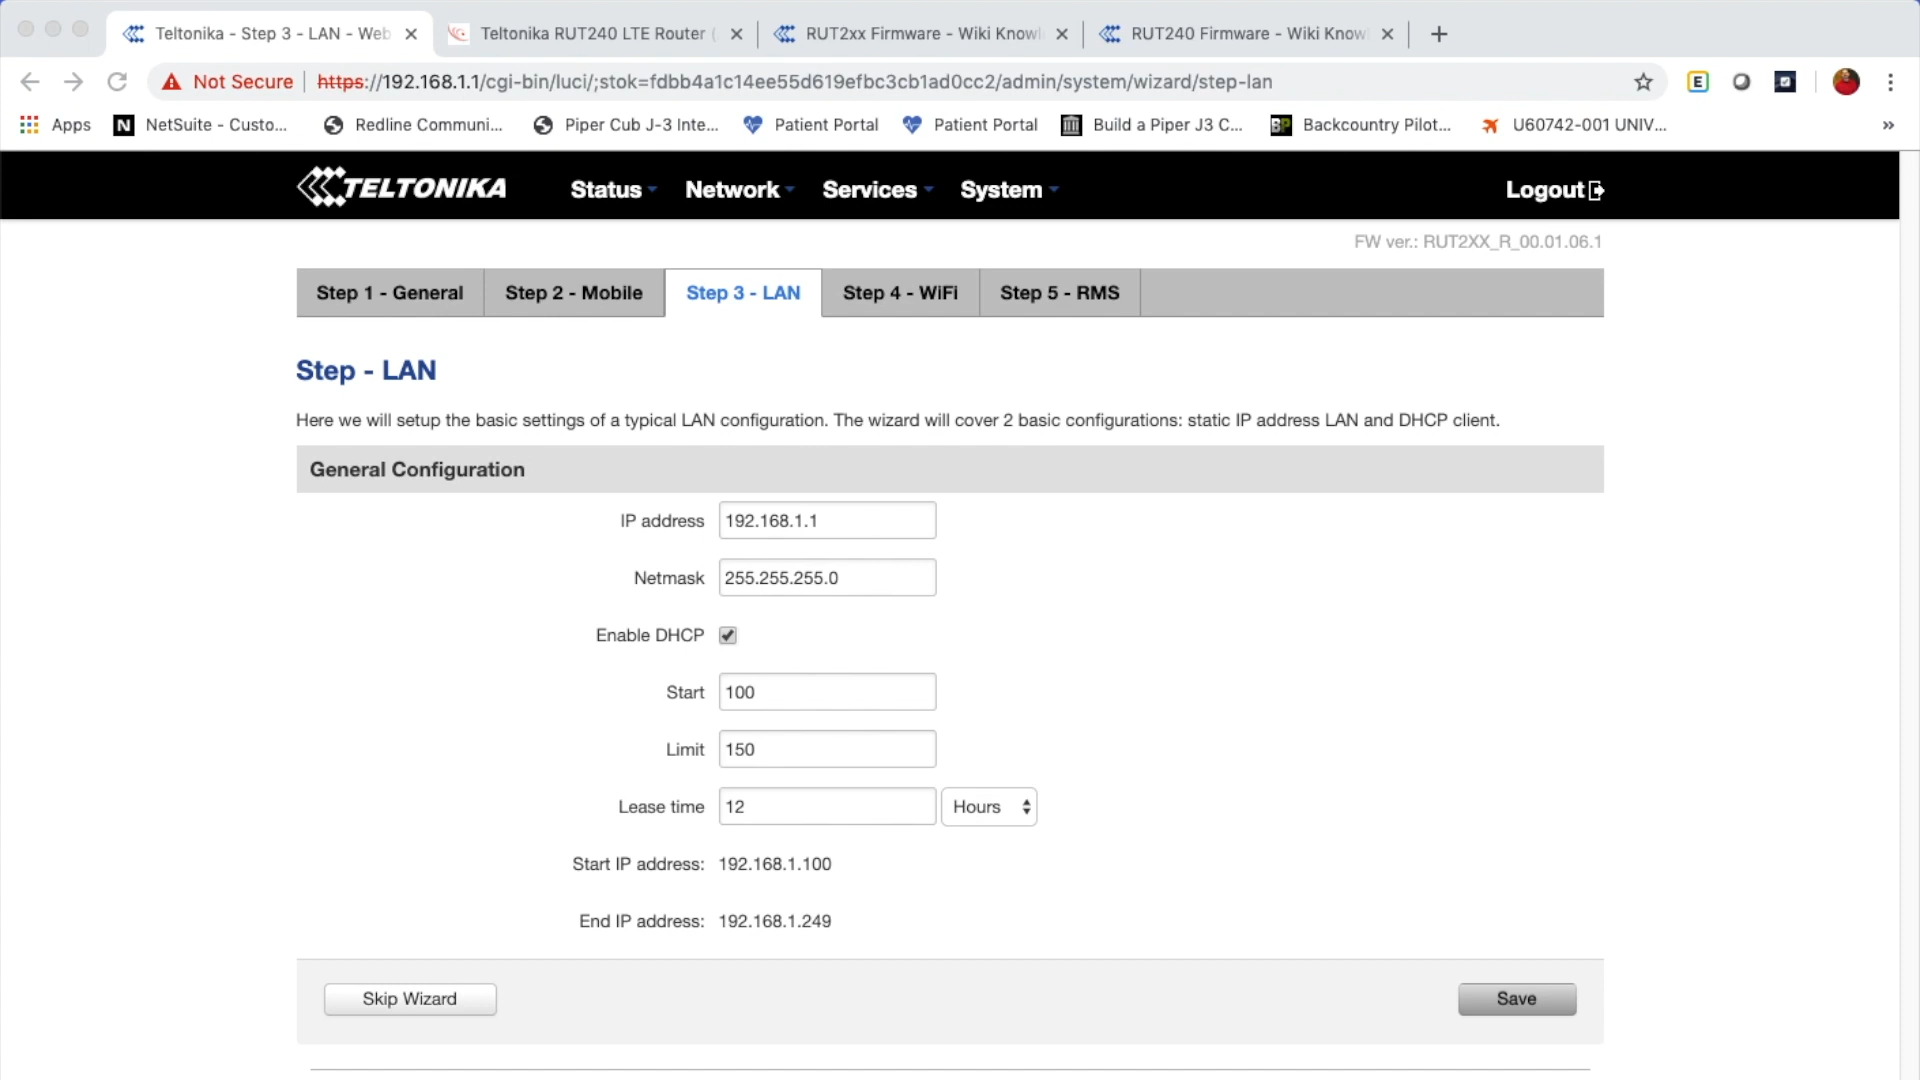 Teltonika - Step 3 - LAN - Web
Teltonika RUT240 LTE Router (
RUT2xx Firmware - Wiki Knowl
RUT240 Firmware - Wiki Know
Not Secure
https://192.168.1.1/cgi-bin/luci/;stok=fdbb4a1c14ee55d619efbc3cb1ad0cc2/admin/system/wizard/step-lan
E
Apps
N
NetSuite - Custo...
Redline Communi...
Piper Cub J-3 Inte...
Patient Portal
Patient Portal
Build a Piper J3 C...
BP
Backcountry Pilot...
U60742-001 UNIV...
»
TELTONIKA
Status
Network
Services
System
Logout
FW ver.: RUT2XX_R_00.01.06.1
Step 1 - General
Step 2 - Mobile
Step 3 - LAN
Step 4 - WiFi
Step 5 - RMS
Step - LAN
Here we will setup the basic settings of a typical LAN configuration. The wizard will cover 2 basic configurations: static IP address LAN and DHCP client.
General Configuration
IP address 192.168.1.1
Netmask 255.255.255.0
Enable DHCP
Start 100
Limit 150
Lease time 12 Hours
Start IP address: 192.168.1.100
End IP address: 192.168.1.249
Skip Wizard
Save